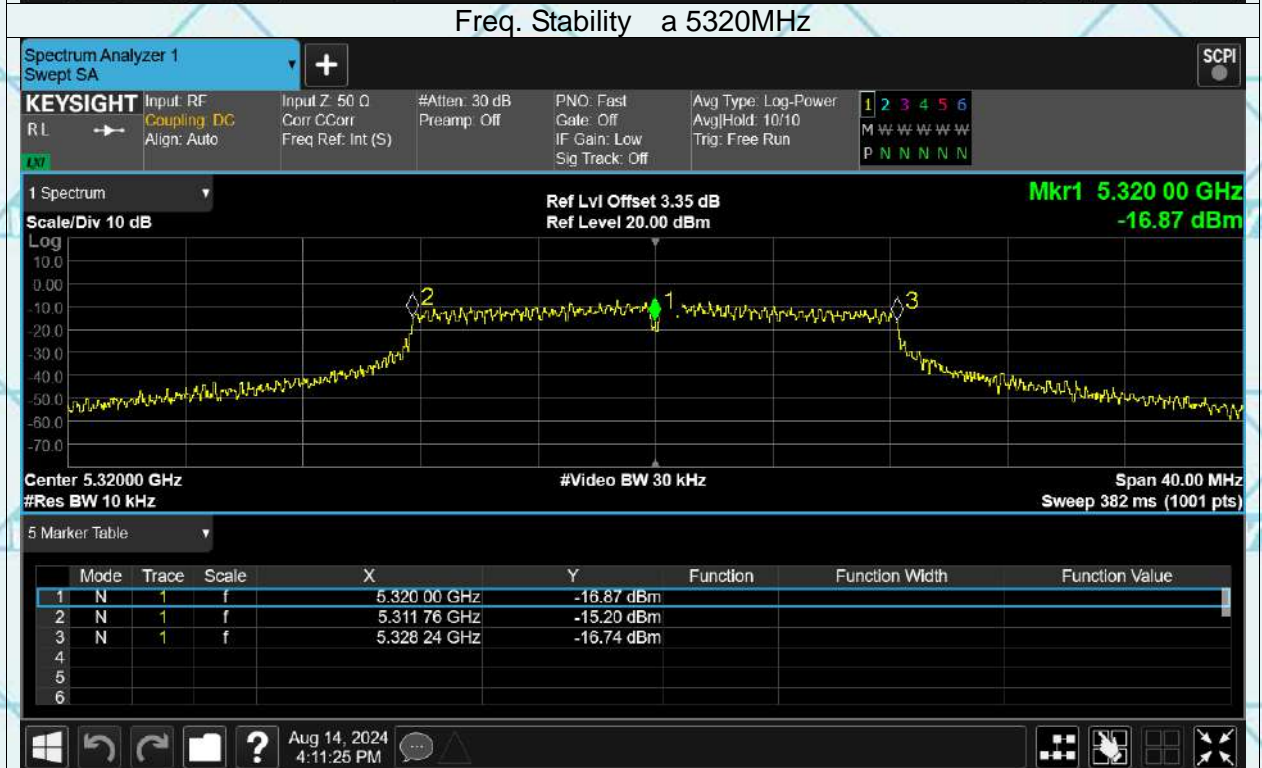 Freq. Stability a 5320MHz
Spectrum Analyzer 1
Swept SA
+
SCPI
KEYSIGHT Input: RF Input Z: 50 Ω #Atten: 30 dB PNO: Fast Avg Type: Log-Power 1 2 3 4 5 6
RL Coupling: DC Corr CCorr Preamp: Off Gate: Off Avg|Hold: 10/10 M W W W W W
Align: Auto Freq Ref: Int (S) IF Gain: Low Trig: Free Run
LXI Sig Track: Off P N N N N N
1 Spectrum Ref Lvl Offset 3.35 dB Mkr1 5.320 00 GHz
Scale/Div 10 dB Ref Level 20.00 dBm -16.87 dBm
Log
10.0
0.00
-10.0 2 1 3
-20.0
-30.0
-40.0
-50.0
-60.0
-70.0
Center 5.32000 GHz #Video BW 30 kHz Span 40.00 MHz
#Res BW 10 kHz Sweep 382 ms (1001 pts)
5 Marker Table
Mode Trace Scale X Y Function Function Width Function Value
1 N 1 f 5.320 00 GHz -16.87 dBm
2 N 1 f 5.311 76 GHz -15.20 dBm
3 N 1 f 5.328 24 GHz -16.74 dBm
4
5
6
? Aug 14, 2024
4:11:25 PM